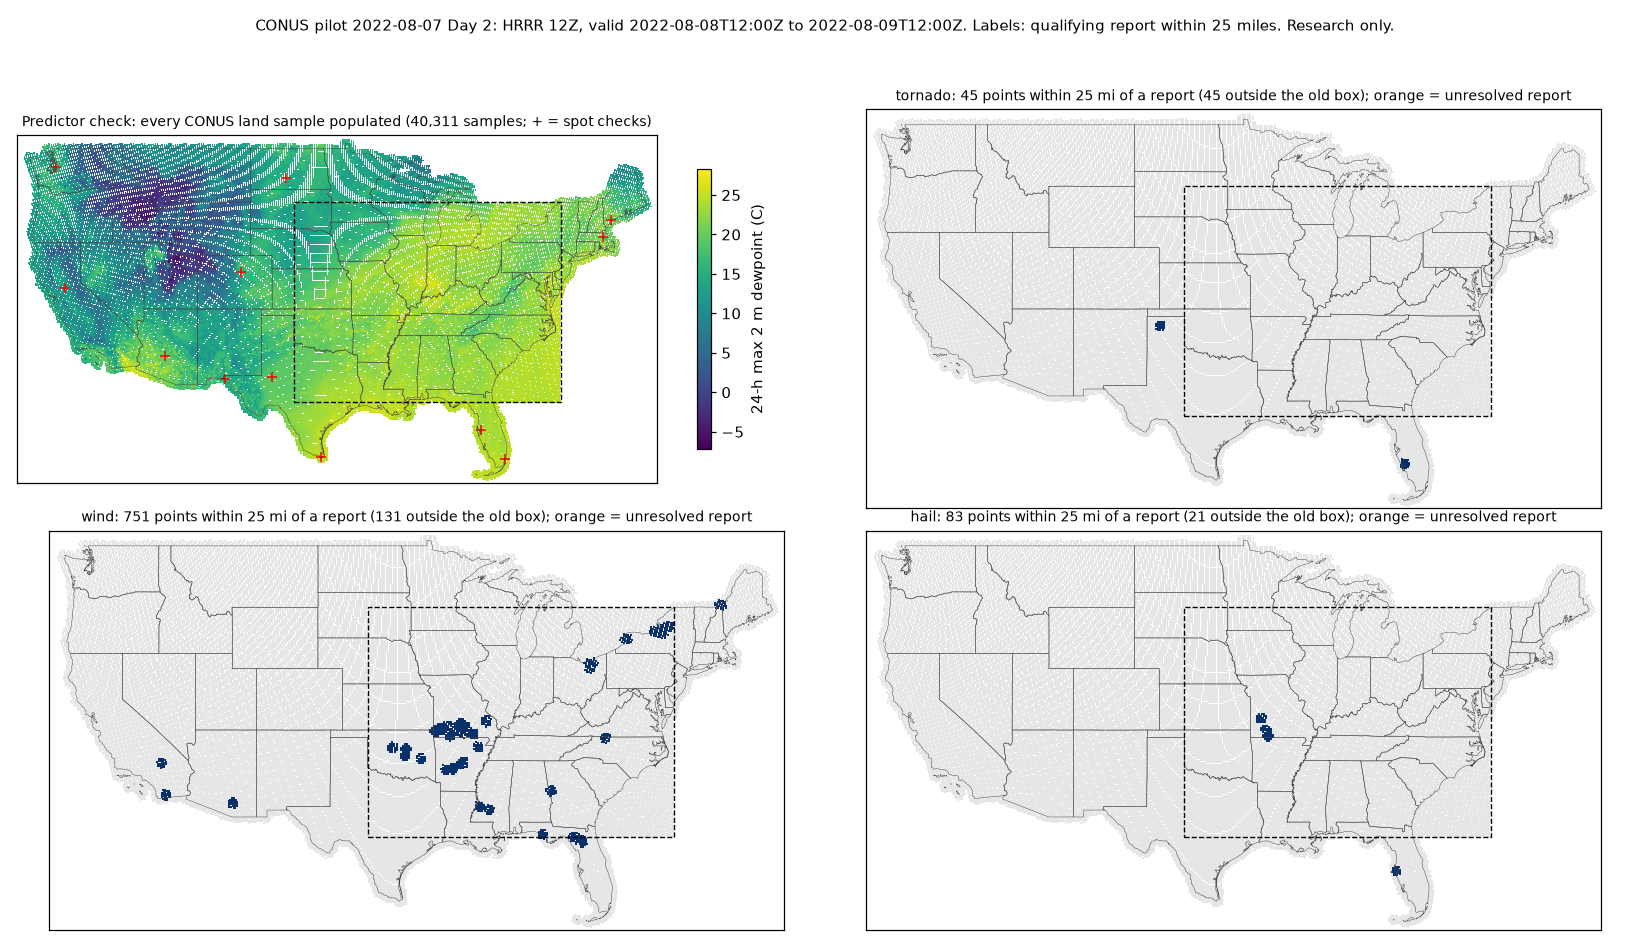 CONUS pilot 2022-08-07 Day 2: HRRR 12Z, valid 2022-08-08T12:00Z to 2022-08-09T12:00Z. Labels: qualifying report within 25 miles. Research only.
Predictor check: every CONUS land sample populated (40,311 samples; + = spot checks)
25
20
15
10
5
0
−5
24-h max 2 m dewpoint (C)
tornado: 45 points within 25 mi of a report (45 outside the old box); orange = unresolved report
wind: 751 points within 25 mi of a report (131 outside the old box); orange = unresolved report
hail: 83 points within 25 mi of a report (21 outside the old box); orange = unresolved report